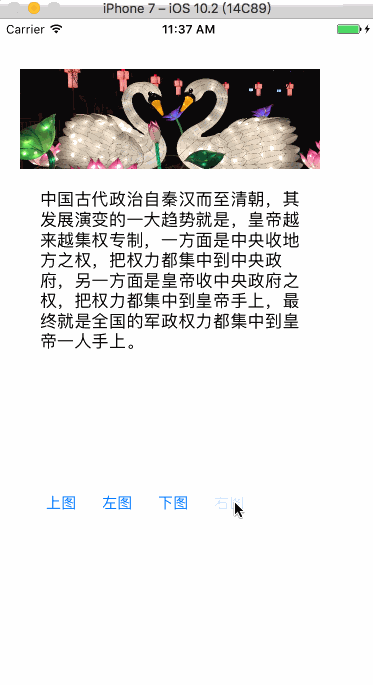 iPhone 7 – iOS 10.2 (14C89)
Carrier 11:37 AM
中国古代政治自秦汉而至清朝，其
发展演变的一大趋势就是，皇帝越
来越集权专制，一方面是中央收地
方之权，把权力都集中到中央政
府，另一方面是皇帝收中央政府之
权，把权力都集中到皇帝手上，最
终就是全国的军政权力都集中到皇
帝一人手上。
上图 左图 下图 右图